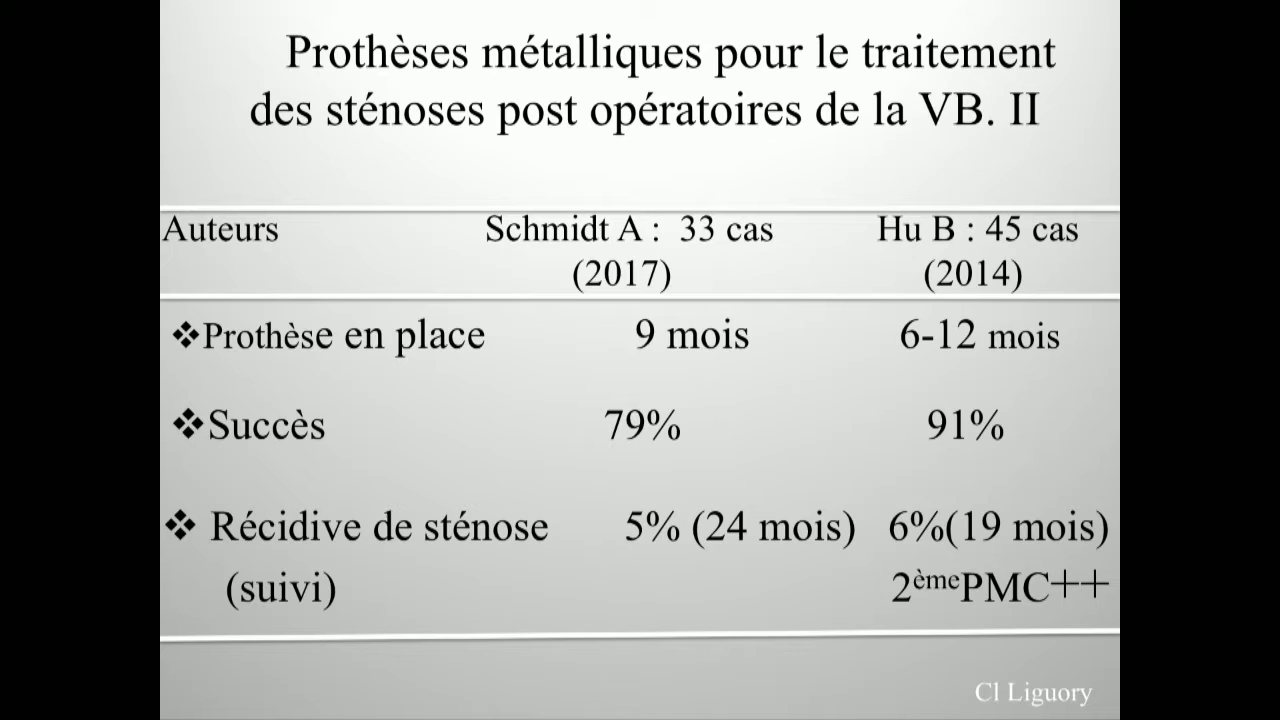 Prothèses métalliques pour le traitement
des sténoses post opératoires de la VB. II
Auteurs Schmidt A : 33 cas Hu B : 45 cas
(2017) (2014)
❖Prothèse en place 9 mois 6-12 mois
❖Succès 79% 91%
❖ Récidive de sténose 5% (24 mois) 6%(19 mois)
(suivi) 2èmePMC++
Cl Liguory